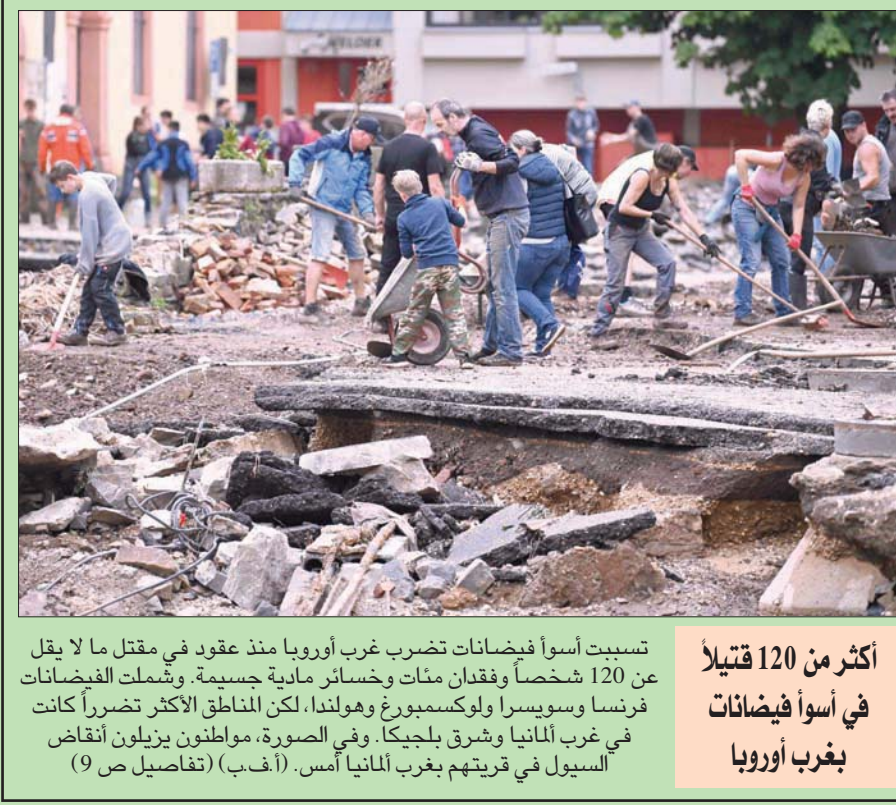 ELDER
أكثر من 120 قتيلاً
في أسوأ فيضانات
بغرب أوروبا
تسببت أسوأ فيضانات تضرب غرب أوروبا منذ عقود في مقتل ما لا يقل
عن 120 شخصاً وفقدان مئات وخسائر مادية جسيمة. وشملت الفيضانات
فرنسا وسويسرا ولوكسمبورغ وهولندا، لكن المناطق الأكثر تضرراً كانت
في غرب ألمانيا وشرق بلجيكا. وفي الصورة، مواطنون يزيلون أنقاض
السيول في قريتهم بغرب ألمانيا أمس. (أ.ف.ب) (تفاصيل ص 9)